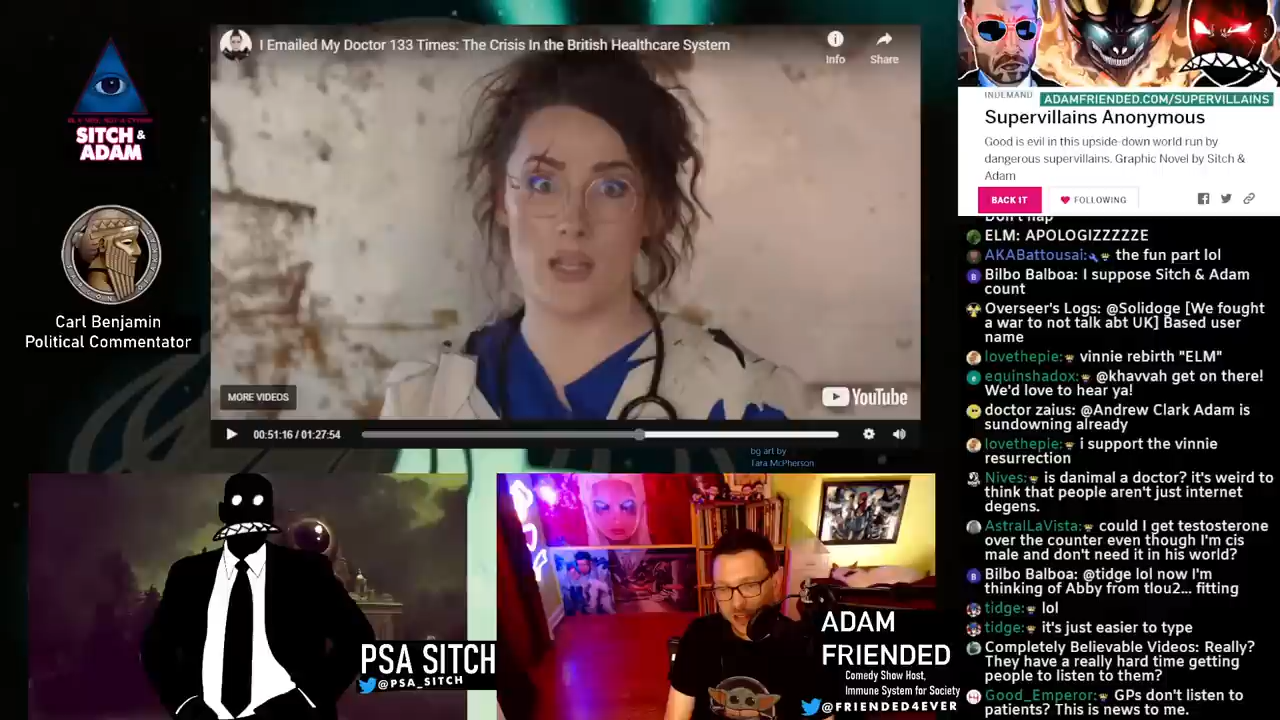 I Emailed My Doctor 133 Times: The Crisis In the British Healthcare System
Info
Share
SITCH &
ADAM
Carl Benjamin
Political Commentator
MORE VIDEOS
YouTube
00:51:16 / 01:27:54
bg art by
Tara McPherson
PSA SITCH
@PSA_SITCH
ADAM
FRIENDED
Comedy Show Host,
Immune System for Society
@FRIENDED4EVER
INDEMAND
ADAMFRIENDED.COM/SUPERVILLAINS
Supervillains Anonymous
Good is evil in this upside-down world run by
dangerous supervillains. Graphic Novel by Sitch &
Adam
BACK IT
FOLLOWING
Don't nap
ELM: APOLOGIZZZZZE
AKABattousai: the fun part lol
Bilbo Balboa: I suppose Sitch & Adam
count
Overseer's Logs: @Solidoge [We fought
a war to not talk abt UK] Based user
name
lovethepie: vinnie rebirth "ELM"
equinshadox: @khavvah get on there!
We'd love to hear ya!
doctor zaius: @Andrew Clark Adam is
sundowning already
lovethepie: i support the vinnie
resurrection
Nives: is danimal a doctor? it's weird to
think that people aren't just internet
degens.
AstralLaVista: could I get testosterone
over the counter even though I'm cis
male and don't need it in his world?
Bilbo Balboa: @tidge lol now I'm
thinking of Abby from tlou2... fitting
tidge: lol
tidge: it's just easier to type
Completely Believable Videos: Really?
They have a really hard time getting
people to listen to them?
Good_Emperor: GPs don't listen to
patients? This is news to me.